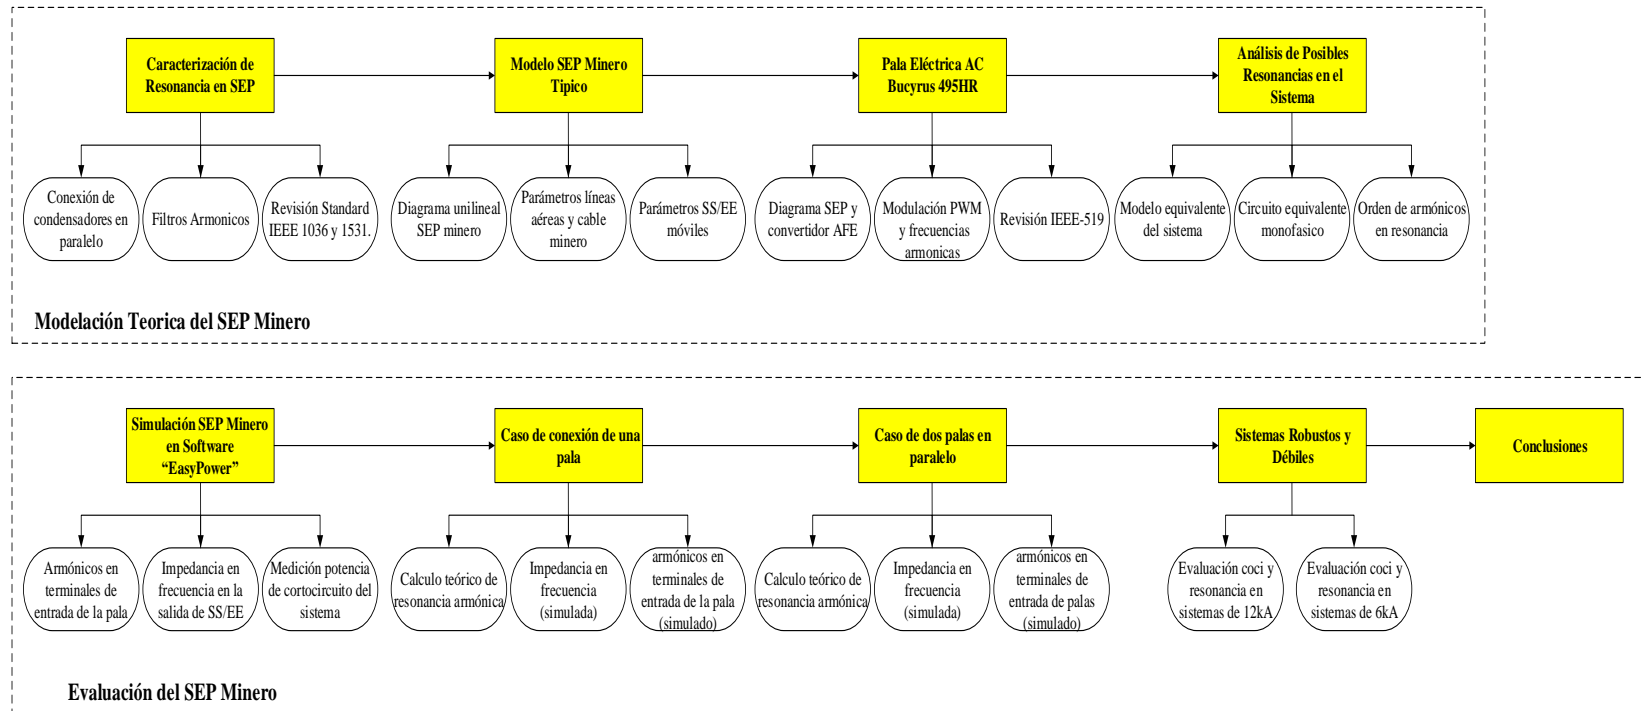 Caracterización de
Resonancia en SEP
Modelo SEP Minero
Tipico
Pala Eléctrica AC
Bucyrus 495HR
Análisis de Posibles
Resonancias en el
Sistema
Conexión de
condensadores en
paralelo
Filtros Armonicos
Revisión Standard
IEEE 1036 y 1531.
Diagrama unilineal
SEP minero
Parámetros líneas
aéreas y cable
minero
Parámetros SS/EE
móviles
Diagrama SEP y
convertidor AFE
Modulación PWM
y frecuencias
armonicas
Revisión IEEE-519
Modelo equivalente
del sistema
Circuito equivalente
monofasico
Orden de armónicos
en resonancia
Modelación Teorica del SEP Minero
Simulación SEP Minero
en Software
“EasyPower”
Caso de conexión de una
pala
Caso de dos palas en
paralelo
Sistemas Robustos y
Débiles
Conclusiones
Armónicos en
terminales de
entrada de la pala
Impedancia en
frecuencia en la
salida de SS/EE
Medición potencia
de cortocircuito del
sistema
Calculo teórico de
resonancia armónica
Impedancia en
frecuencia
(simulada)
armónicos en
terminales de
entrada de la pala
(simulado)
Calculo teórico de
resonancia armónica
Impedancia en
frecuencia
(simulada)
armónicos en
terminales de
entrada de palas
(simulado)
Evaluación coci y
resonancia en
sistemas de 12kA
Evaluación coci y
resonancia en
sistemas de 6kA
Evaluación del SEP Minero